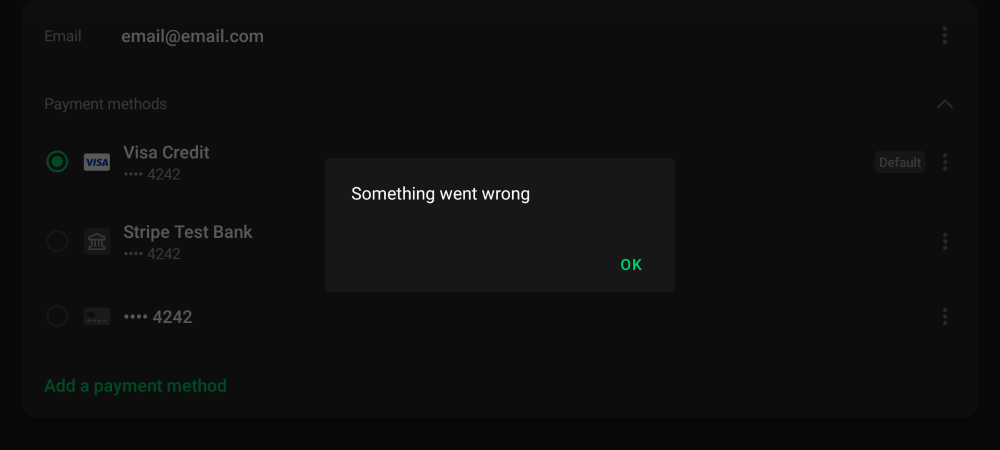 Email email@email.com
Payment methods
VISA Visa Credit Default
•••• 4242
Stripe Test Bank
•••• 4242
•••• 4242
Add a payment method
Something went wrong
OK